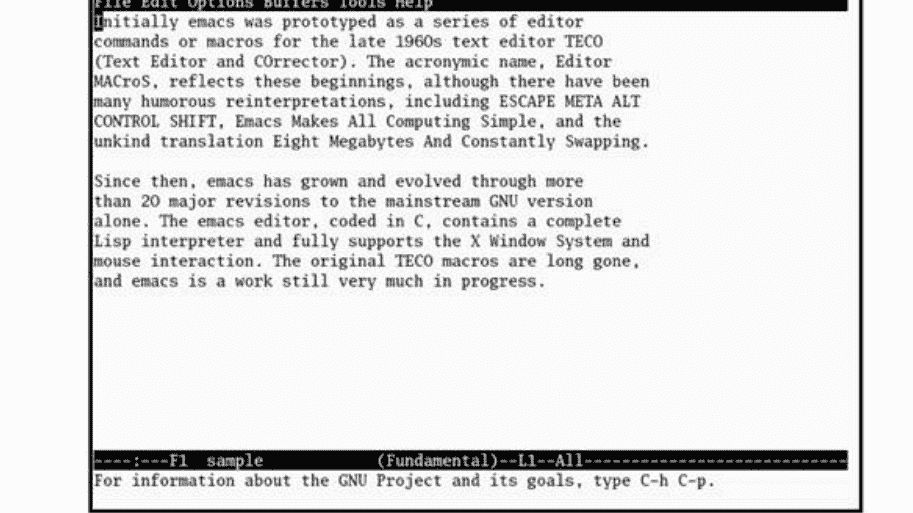 File Edit Options Buffers Tools Help
Initially emacs was prototyped as a series of editor
commands or macros for the late 1960s text editor TECO
(Text Editor and COrrector). The acronymic name, Editor
MACroS, reflects these beginnings, although there have been
many humorous reinterpretations, including ESCAPE META ALT
CONTROL SHIFT, Emacs Makes All Computing Simple, and the
unkind translation Eight Megabytes And Constantly Swapping.
Since then, emacs has grown and evolved through more
than 20 major revisions to the mainstream GNU version
alone. The emacs editor, coded in C, contains a complete
Lisp interpreter and fully supports the X Window System and
mouse interaction. The original TECO macros are long gone,
and emacs is a work still very much in progress.
----:---F1  sample            (Fundamental)--L1--All----------------------------
For information about the GNU Project and its goals, type C-h C-p.